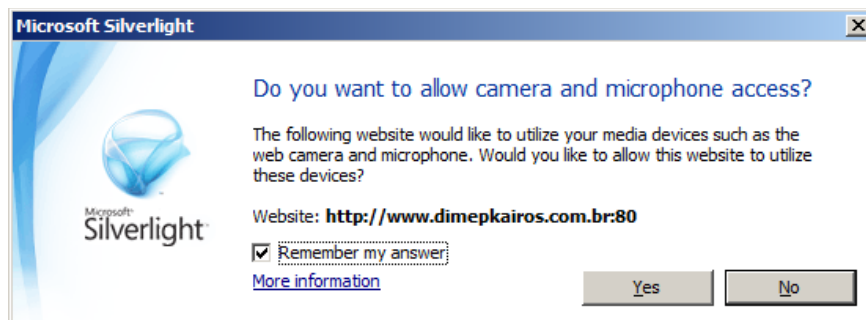 Microsoft Silverlight
Do you want to allow camera and microphone access?
The following website would like to utilize your media devices such as the
web camera and microphone. Would you like to allow this website to utilize
these devices?
Microsoft®
Silverlight™
Website: http://www.dimepkairos.com.br:80
Remember my answer
More information
Yes
No